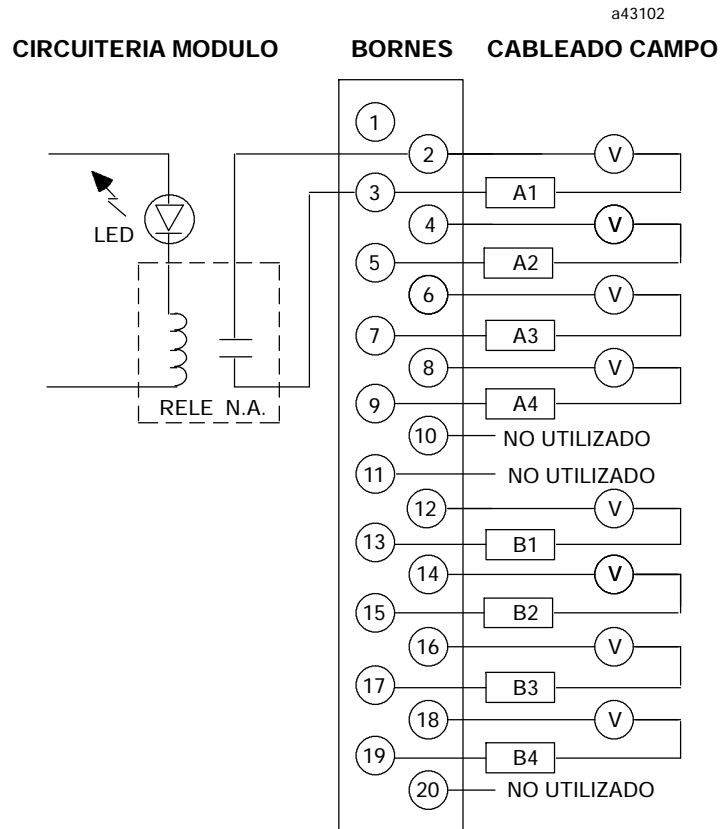 a43102
CIRCUITERIA MODULO BORNES CABLEADO CAMPO
1
2 V
3 A1
LED
4 V
5 A2
6 V
7 A3
8 V
RELE N.A.
9 A4
10 NO UTILIZADO
11 NO UTILIZADO
12 V
13 B1
14 V
15 B2
16 V
17 B3
18 V
19 B4
20 NO UTILIZADO